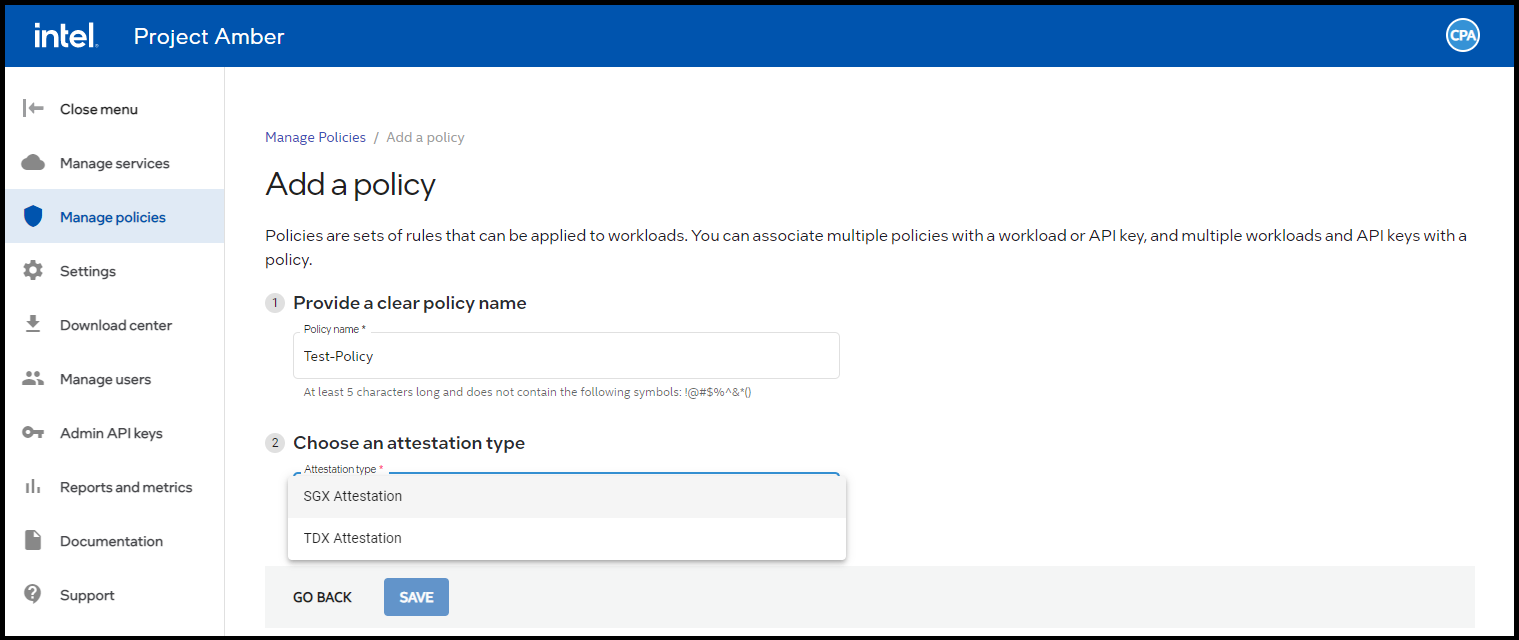 intel. Project Amber CPA
Close menu
Manage services
Manage policies
Settings
Download center
Manage users
Admin API keys
Reports and metrics
Documentation
Support
Manage Policies / Add a policy
Add a policy
Policies are sets of rules that can be applied to workloads. You can associate multiple policies with a workload or API key, and multiple workloads and API keys with a
policy.
1 Provide a clear policy name
Policy name *
Test-Policy
At least 5 characters long and does not contain the following symbols: !@#$%^&*()
2 Choose an attestation type
Attestation type *
SGX Attestation
TDX Attestation
GO BACK SAVE